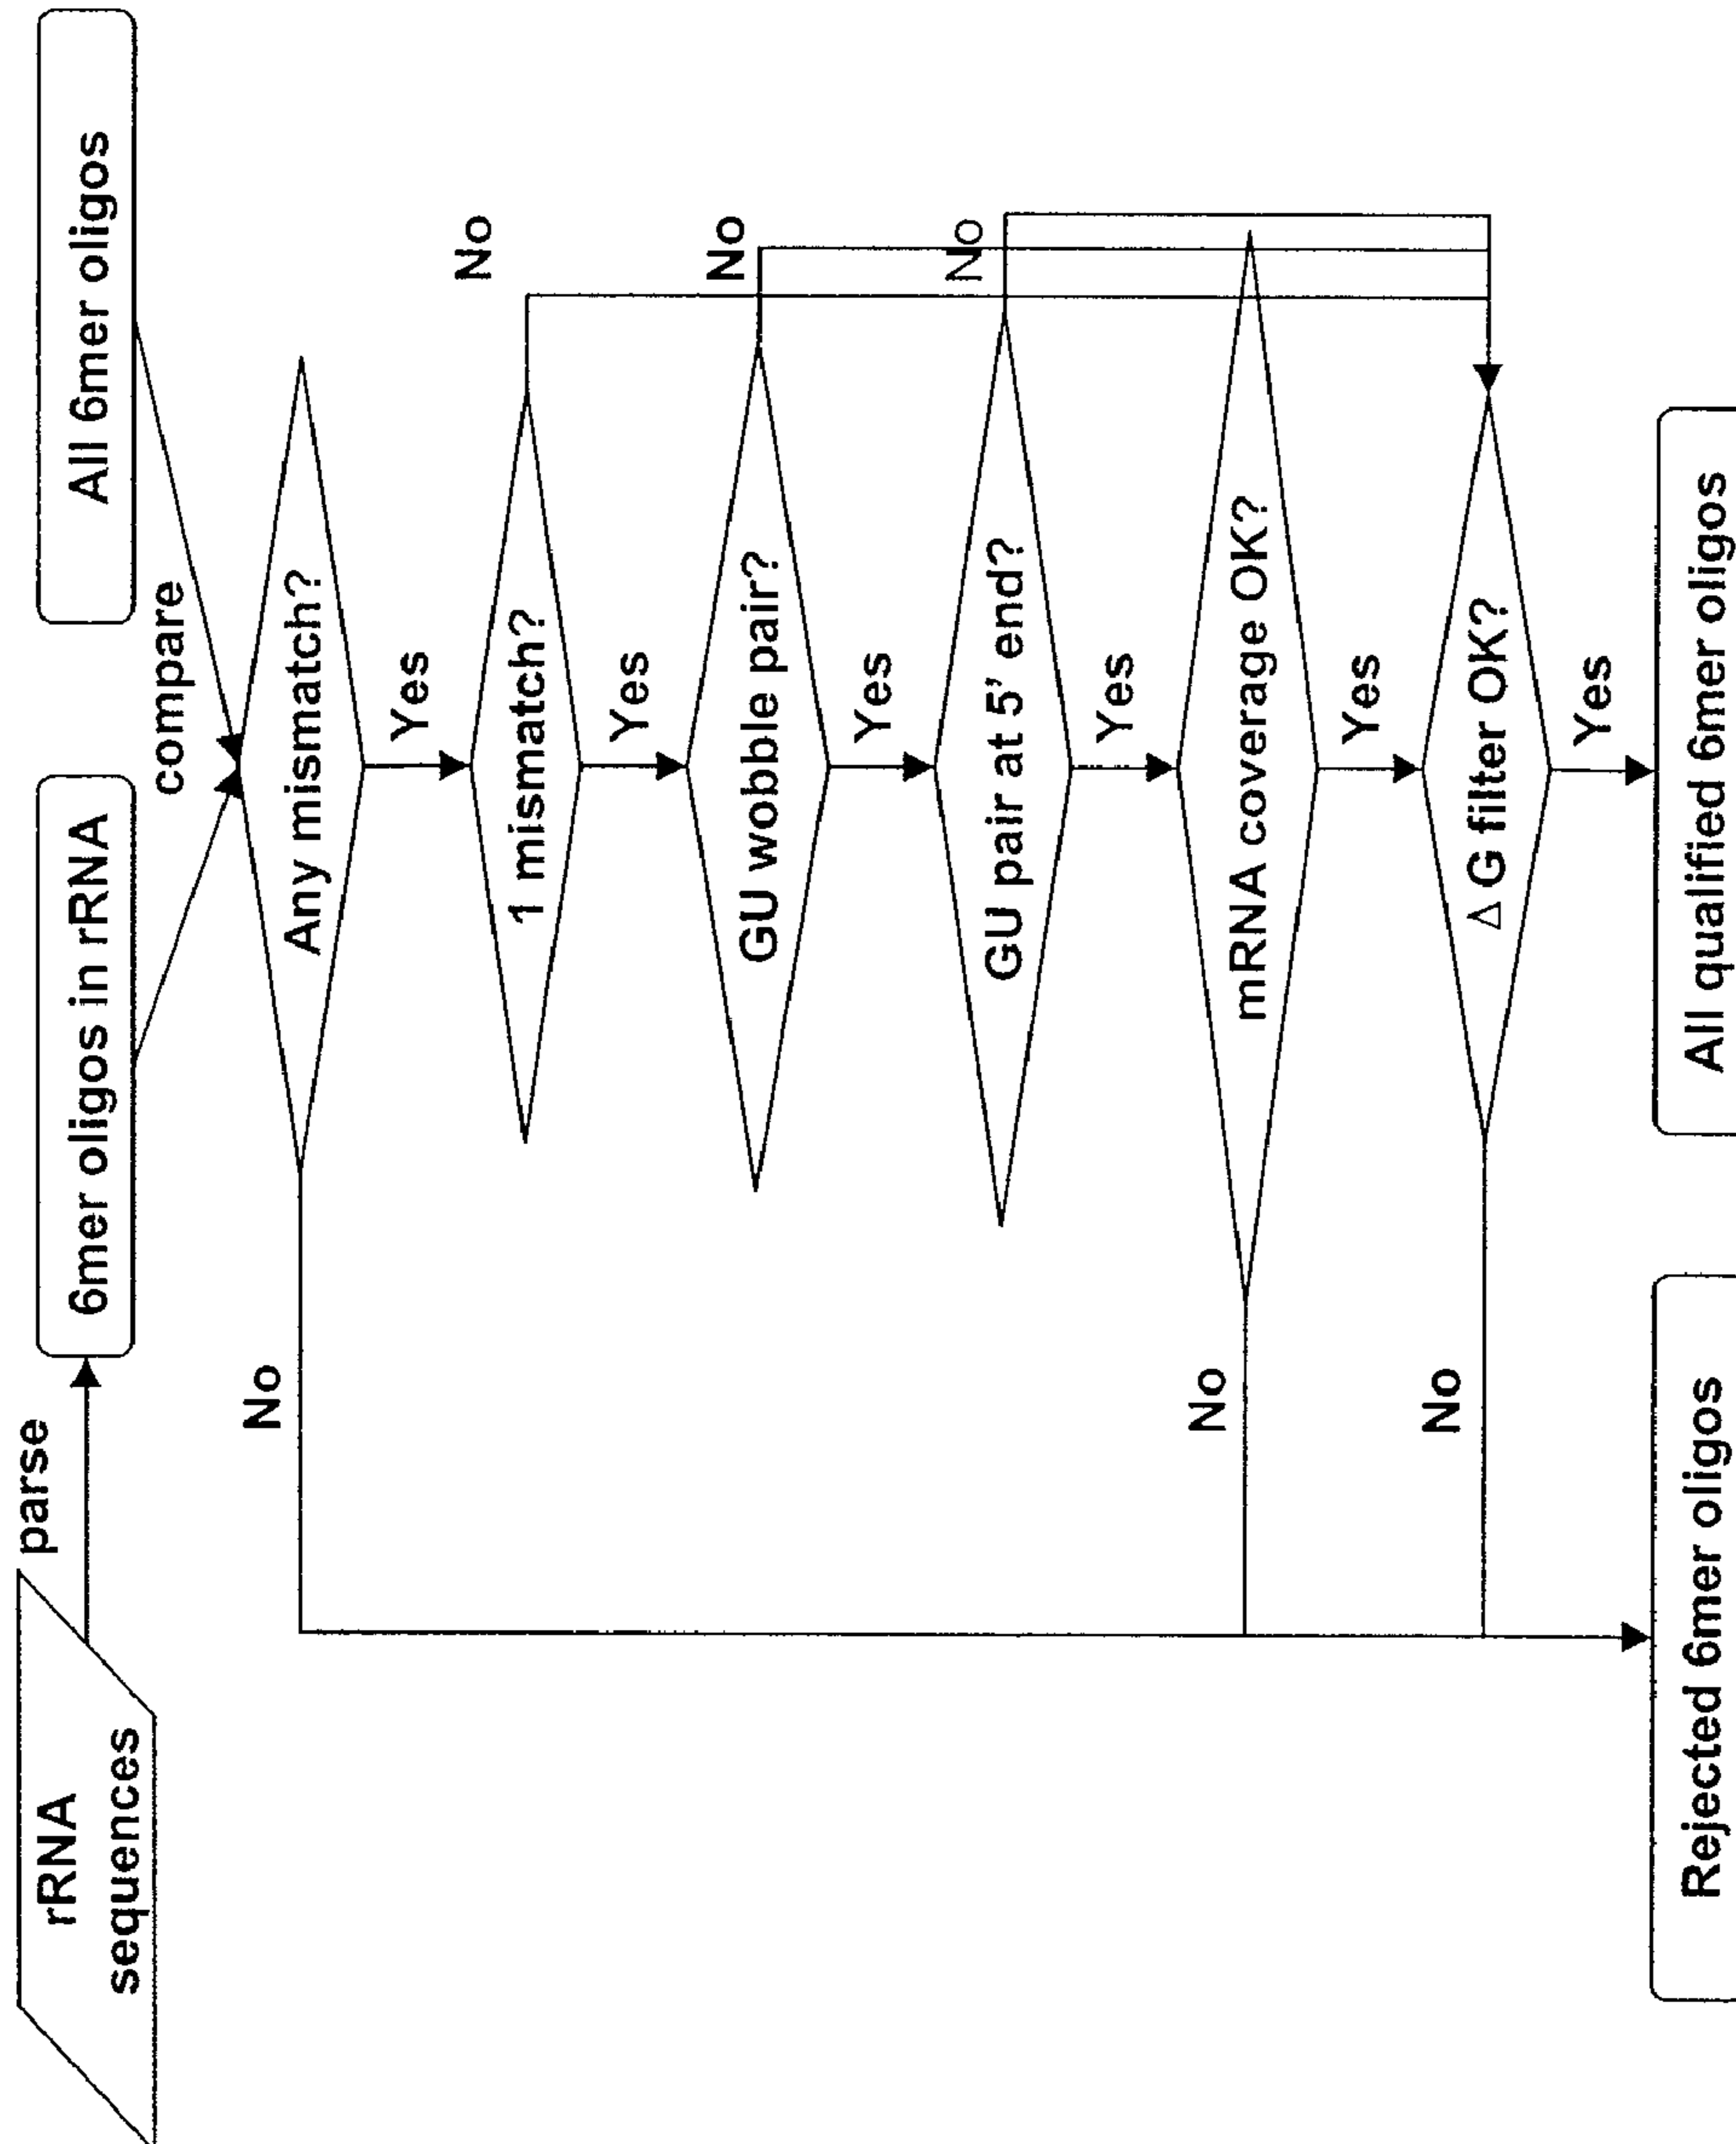 rRNA
sequences
parse
6mer oligos in rRNA
All 6mer oligos
compare
Any mismatch?
No
Yes
1 mismatch?
No
Yes
GU wobble pair?
No
Yes
GU pair at 5' end?
No
Yes
mRNA coverage OK?
No
Yes
Δ G filter OK?
No
Yes
Rejected 6mer oligos
All qualified 6mer oligos